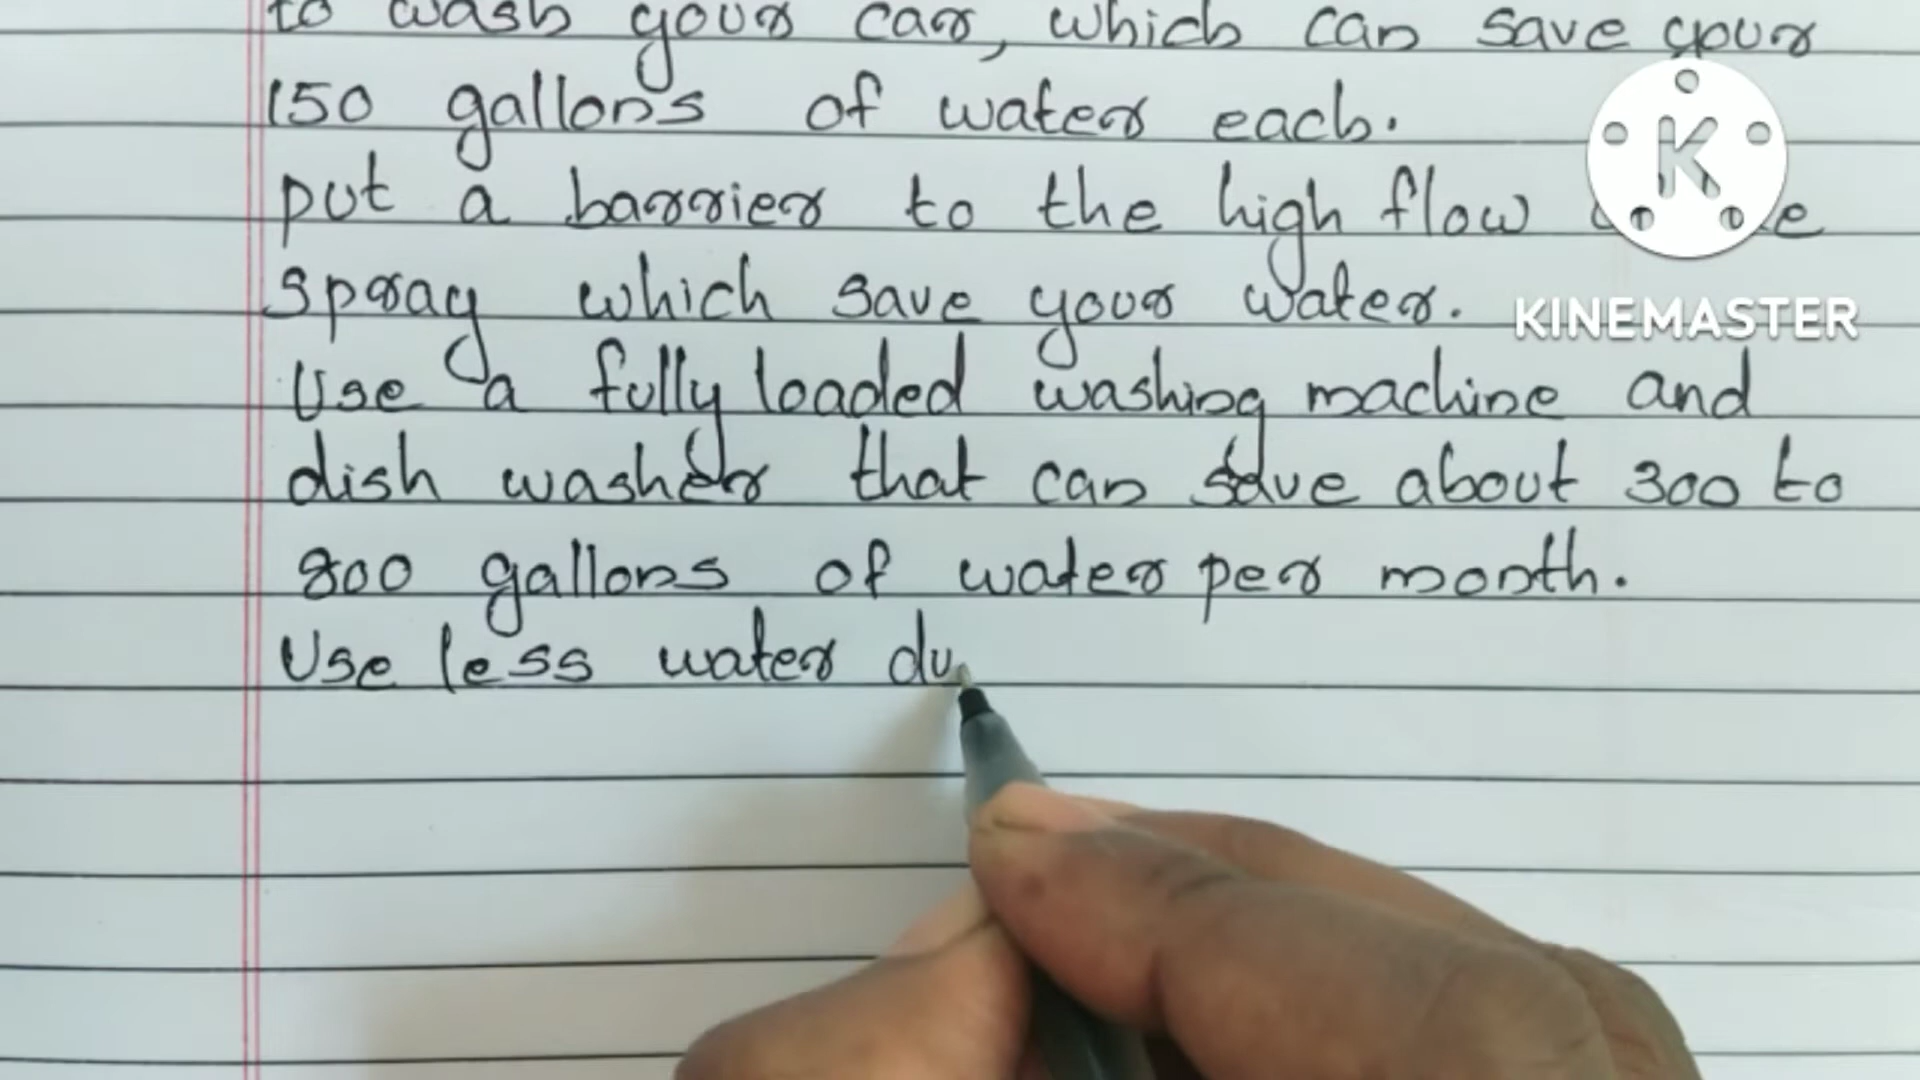 to wash your car, which can save your
150 gallons of water each.
put a barrier to the high flow
spray which save your water.
Use a fully loaded washing machine and
dish washer that can save about 300 to
800 gallons of water per month.
Use less water du
K
KINEMASTER